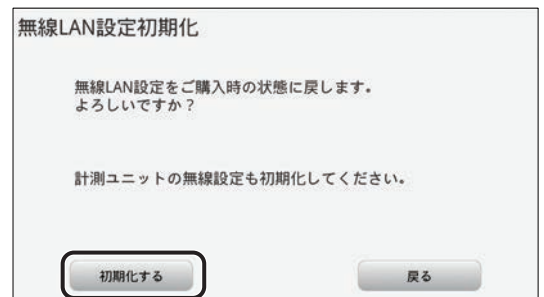 無線LAN設定初期化
無線LAN設定をご購入時の状態に戻します。
よろしいですか？
計測ユニットの無線設定も初期化してください。
初期化する
戻る